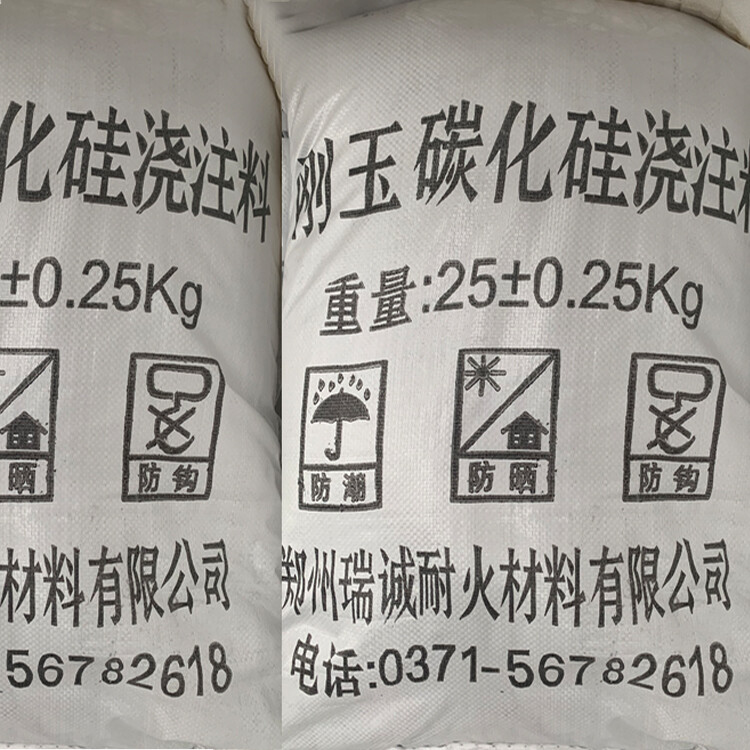 化硅浇注料
±0.25Kg
晒
防钩
材料有限公司
56782618
刚玉碳化硅浇注料
重量:25±0.25Kg
防潮
防晒
防钩
郑州瑞诚耐火材料有限公司
电话:0371-56782618